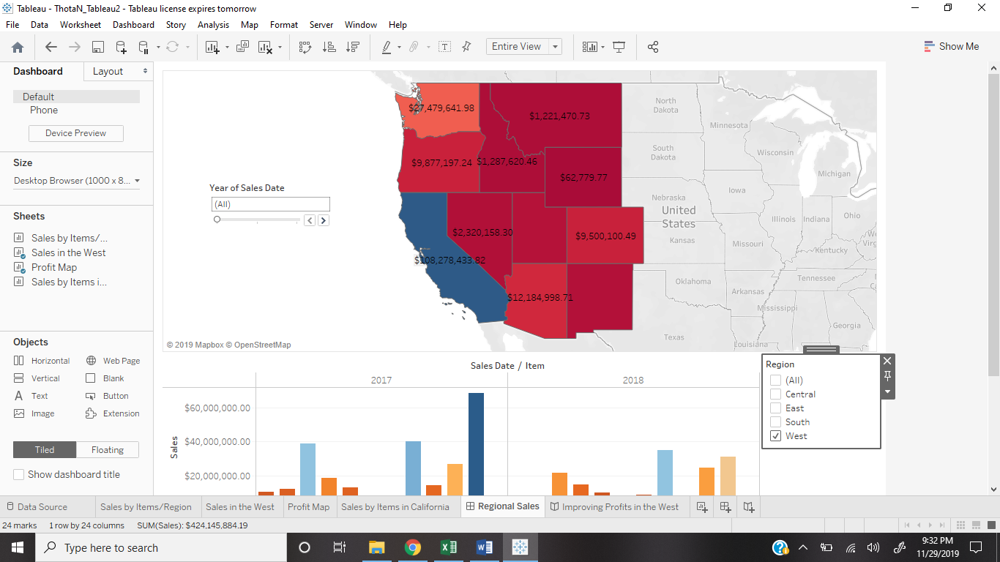 Tableau - ThotaN_Tableau2 - Tableau license expires tomorrow
File Data Worksheet Dashboard Story Analysis Map Format Server Window Help
Entire View
Show Me
Dashboard Layout
Default
Phone
Device Preview
Size
Desktop Browser (1000 x 8...
Sheets
Sales by Items/...
Sales in the West
Profit Map
Sales by Items i...
Objects
Horizontal Web Page
Vertical Blank
Text Button
Image Extension
Tiled Floating
Show dashboard title
Year of Sales Date
(All)
$27,479,641.98
$1,221,470.73
$9,877,197.24
$1,287,620.46
$62,779.77
$2,320,158.30
$9,500,100.49
$108,278,433.82
$12,184,998.71
North
Dakota
Minnesota
South
Dakota
Wisconsin
Michigan
Iowa
Nebraska
United
States
Illinois Indiana Ohio
Kansas
Missouri
Kentucky
West
Virg
Oklahoma
Tennessee
Arkansas
Mississippi
Georgia
Texas
Louisiana
© 2019 Mapbox © OpenStreetMap
Sales Date / Item
2017 2018
Sales
$60,000,000.00
$40,000,000.00
$20,000,000.00
Region
(All)
Central
East
South
West
Data Source Sales by Items/Region Sales in the West Profit Map Sales by Items in California Regional Sales Improving Profits in the West
24 marks 1 row by 24 columns SUM(Sales): $424,145,884.19
Type here to search
9:32 PM
11/29/2019